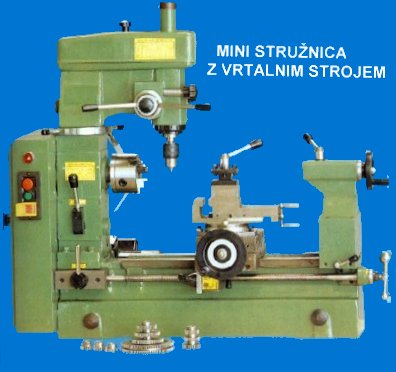 MINI STRUŽNICA
Z VRTALNIM STROJEM